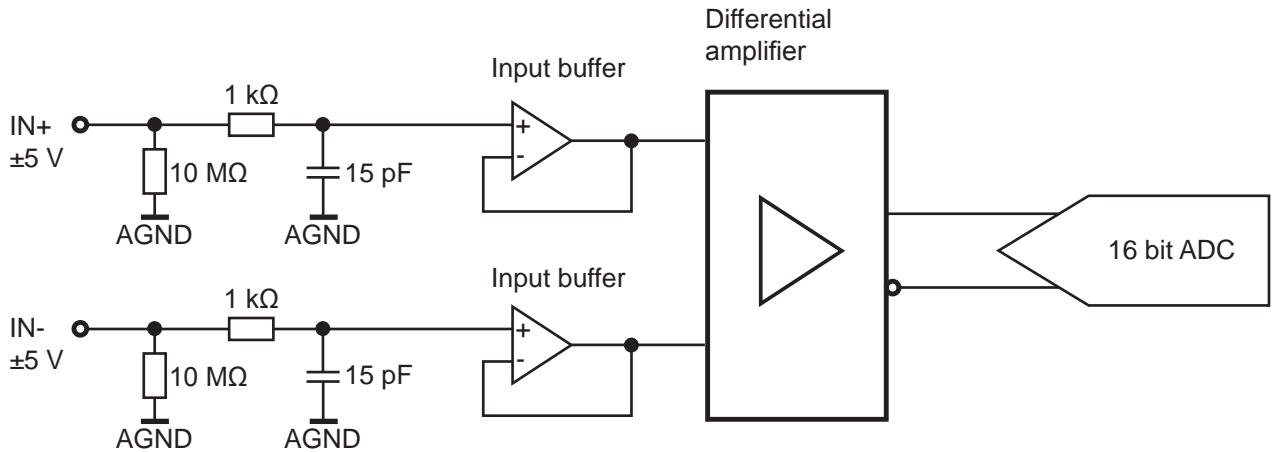 Differential
amplifier
Input buffer
1 kΩ
IN+
±5 V
+
-
10 MΩ
15 pF
AGND
AGND
16 bit ADC
Input buffer
1 kΩ
IN-
±5 V
+
-
10 MΩ
15 pF
AGND
AGND